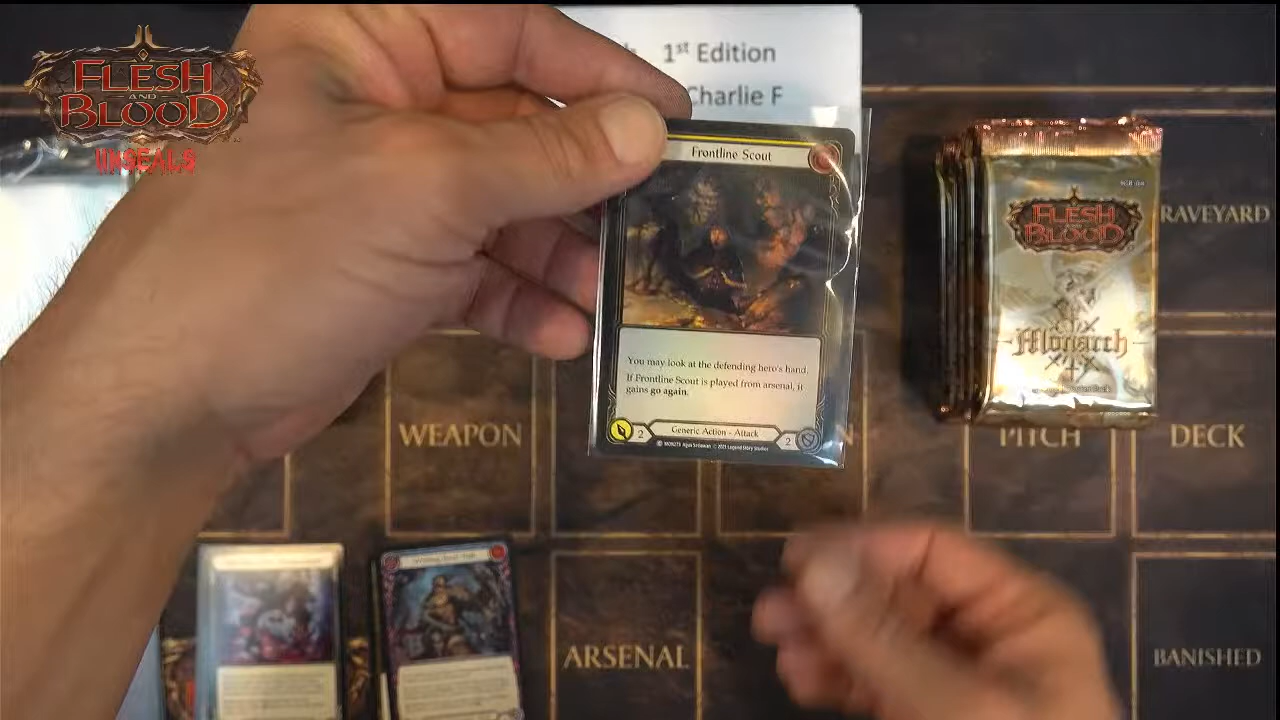 FLESH
AND
BLOOD
UNSEALS
1st Edition
Charlie F
Frontline Scout
You may look at the defending hero's hand.
If Frontline Scout is played from arsenal, it
gains go again.
2
Generic Action - Attack
2
FLESH
AND
BLOOD
Monarch
GRAVEYARD
WEAPON
PITCH
DECK
ARSENAL
BANISHED